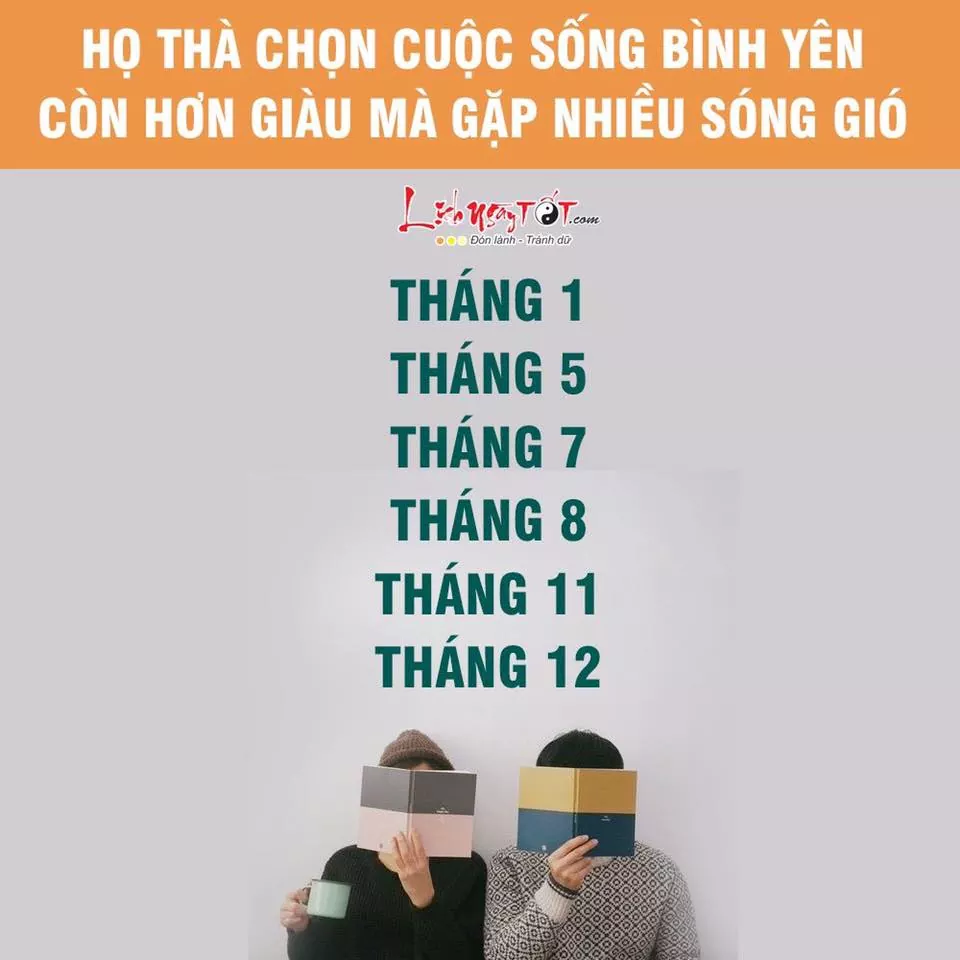 HỌ THÀ CHỌN CUỘC SỐNG BÌNH YÊN
CÒN HƠN GIÀU MÀ GẶP NHIỀU SÓNG GIÓ
LịchNgàyTỐT.com
Đón lành - Tránh dữ
THÁNG 1
THÁNG 5
THÁNG 7
THÁNG 8
THÁNG 11
THÁNG 12